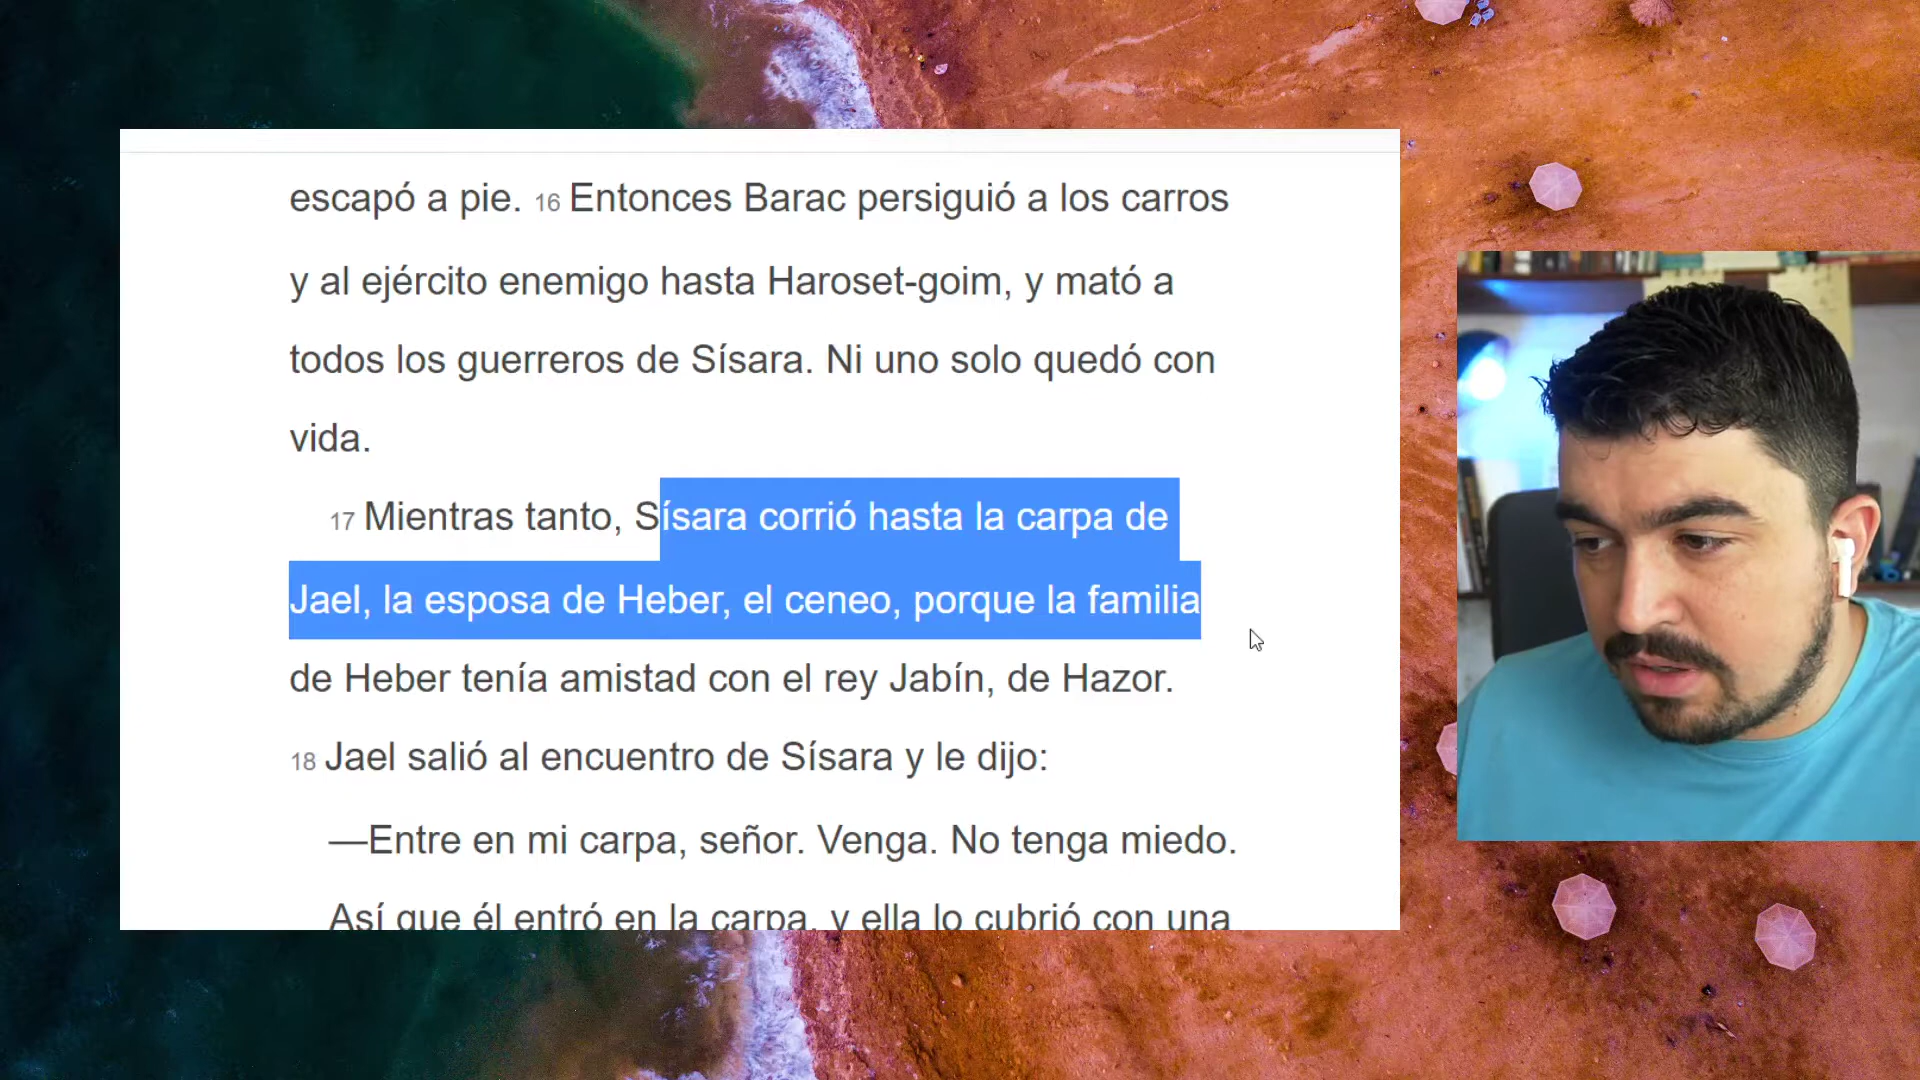 escapó a pie. 16 Entonces Barac persiguió a los carros
y al ejército enemigo hasta Haroset-goim, y mató a
todos los guerreros de Sísara. Ni uno solo quedó con
vida.
17 Mientras tanto, Sísara corrió hasta la carpa de
Jael, la esposa de Heber, el ceneo, porque la familia
de Heber tenía amistad con el rey Jabín, de Hazor.
18 Jael salió al encuentro de Sísara y le dijo:
—Entre en mi carpa, señor. Venga. No tenga miedo.
Así que él entró en la carpa, y ella lo cubrió con una